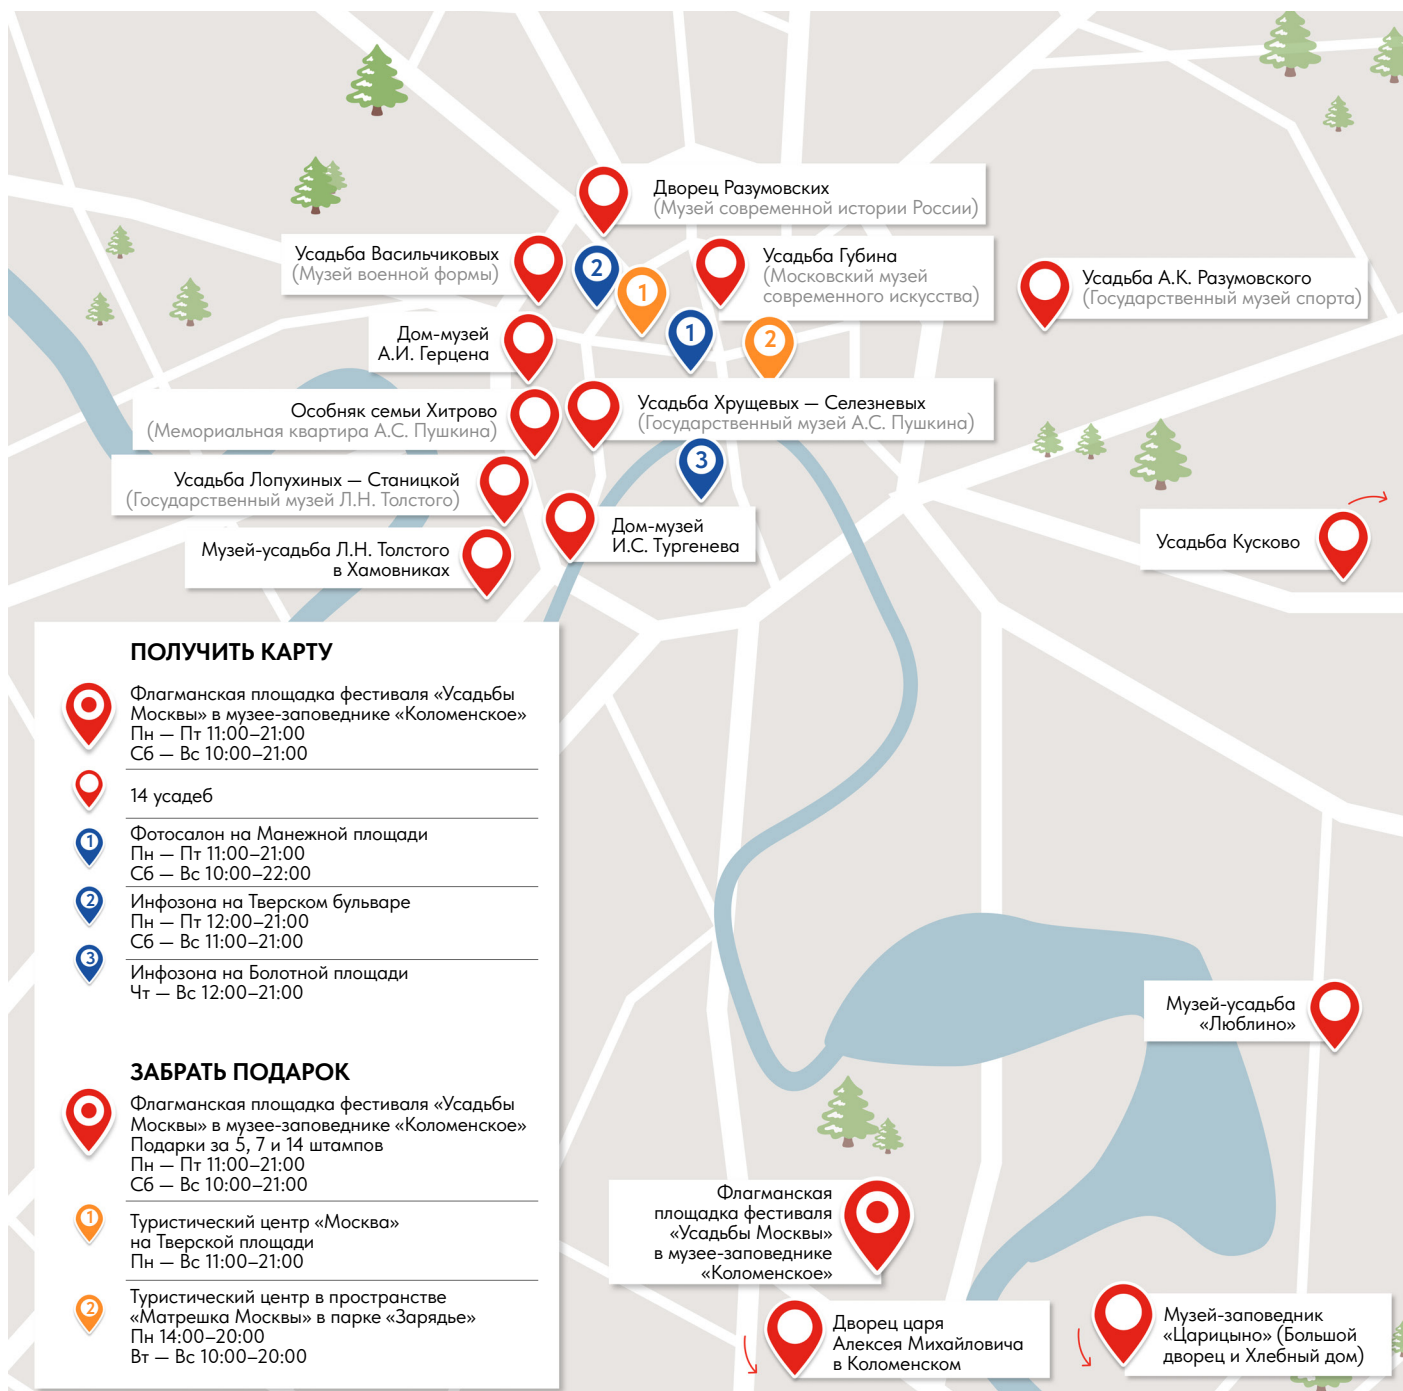 Дворец Разумовских
(Музей современной истории России)
Усадьба Васильчиковых
(Музей военной формы)
2
1
Усадьба Губина
(Московский музей
современного искусства)
Усадьба А.К. Разумовского
(Государственный музей спорта)
Дом-музей
А.И. Герцена
1
2
Особняк семьи Хитрово
(Мемориальная квартира А.С. Пушкина)
Усадьба Хрущевых — Селезневых
(Государственный музей А.С. Пушкина)
3
Усадьба Лопухиных — Станицкой
(Государственный музей Л.Н. Толстого)
Дом-музей
И.С. Тургенева
Музей-усадьба Л.Н. Толстого
в Хамовниках
Усадьба Кусково
ПОЛУЧИТЬ КАРТУ
Флагманская площадка фестиваля «Усадьбы
Москвы» в музее-заповеднике «Коломенское»
Пн — Пт 11:00–21:00
Сб — Вс 10:00–21:00
14 усадеб
1
Фотосалон на Манежной площади
Пн — Пт 11:00–21:00
Сб — Вс 10:00–22:00
2
Инфозона на Тверском бульваре
Пн — Пт 12:00–21:00
Сб — Вс 11:00–21:00
3
Инфозона на Болотной площади
Чт — Вс 12:00–21:00
ЗАБРАТЬ ПОДАРОК
Флагманская площадка фестиваля «Усадьбы
Москвы» в музее-заповеднике «Коломенское»
Подарки за 5, 7 и 14 штампов
Пн — Пт 11:00–21:00
Сб — Вс 10:00–21:00
1
Туристический центр «Москва»
на Тверской площади
Пн — Вс 11:00–21:00
2
Туристический центр в пространстве
«Матрешка Москвы» в парке «Зарядье»
Пн 14:00–20:00
Вт — Вс 10:00–20:00
Музей-усадьба
«Люблино»
Флагманская
площадка фестиваля
«Усадьбы Москвы»
в музее-заповеднике
«Коломенское»
Дворец царя
Алексея Михайловича
в Коломенском
Музей-заповедник
«Царицыно» (Большой
дворец и Хлебный дом)